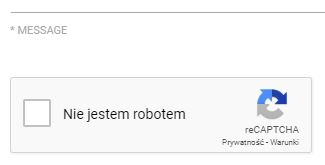 * MESSAGE
Nie jestem robotem
reCAPTCHA
Prywatność - Warunki